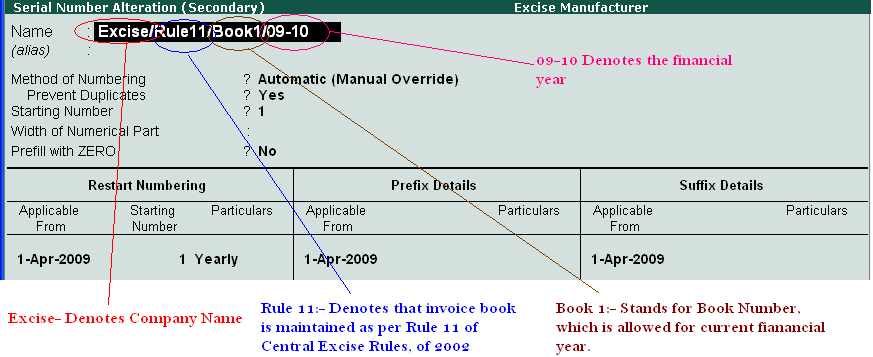 Serial Number Alteration (Secondary) Excise Manufacturer
Name : Excise/Rule11/Book1/09-10
(alias) :
09-10 Denotes the financial
year
Method of Numbering ? Automatic (Manual Override)
Prevent Duplicates ? Yes
Starting Number ? 1
Width of Numerical Part :
Prefill with ZERO ? No
Restart Numbering Prefix Details Suffix Details
Applicable Starting Particulars Applicable Particulars Applicable Particulars
From Number From From
1-Apr-2009 1 Yearly 1-Apr-2009 1-Apr-2009
Excise- Denotes Company Name
Rule 11:- Denotes that invoice book
is maintained as per Rule 11 of
Central Excise Rules, of 2002
Book 1:- Stands for Book Number,
which is allowed for current fianancial
year.